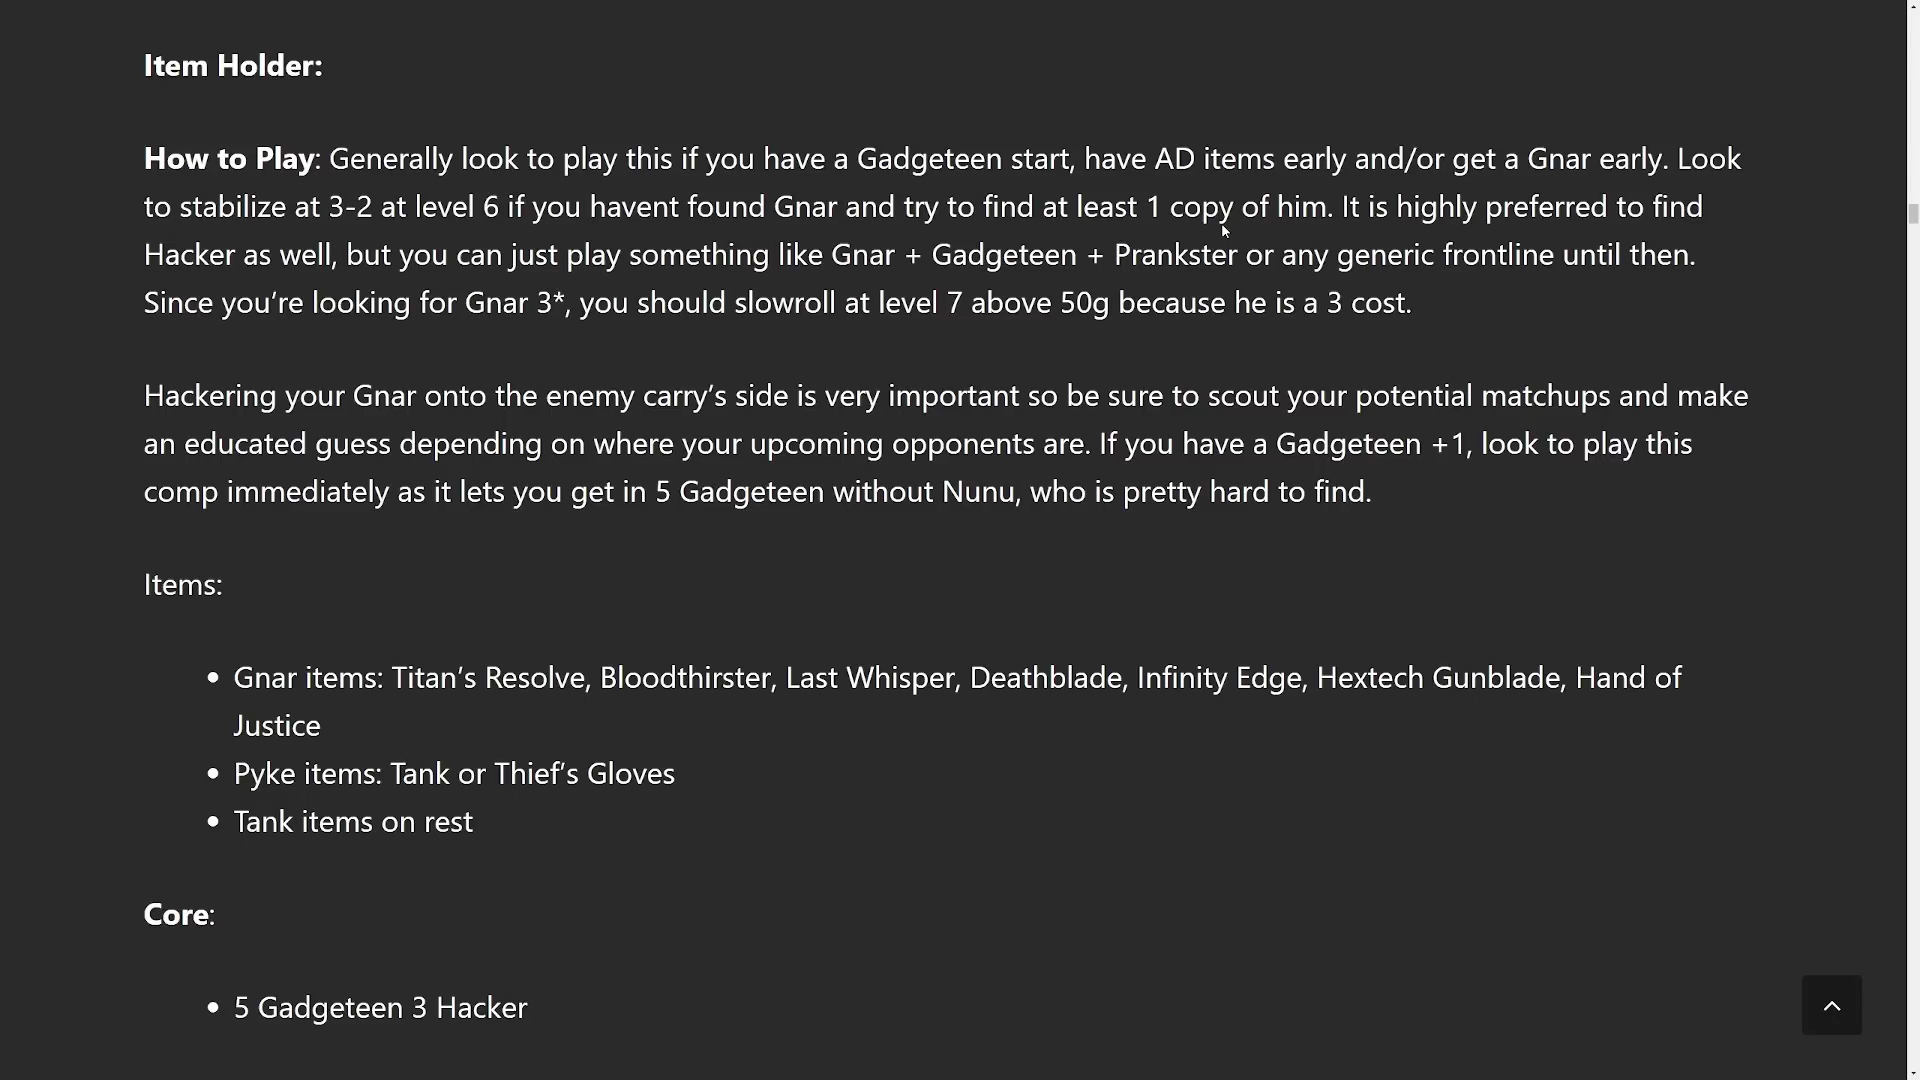 Item Holder:
How to Play: Generally look to play this if you have a Gadgeteen start, have AD items early and/or get a Gnar early. Look
to stabilize at 3-2 at level 6 if you havent found Gnar and try to find at least 1 copy of him. It is highly preferred to find
Hacker as well, but you can just play something like Gnar + Gadgeteen + Prankster or any generic frontline until then.
Since you’re looking for Gnar 3*, you should slowroll at level 7 above 50g because he is a 3 cost.
Hackering your Gnar onto the enemy carry’s side is very important so be sure to scout your potential matchups and make
an educated guess depending on where your upcoming opponents are. If you have a Gadgeteen +1, look to play this
comp immediately as it lets you get in 5 Gadgeteen without Nunu, who is pretty hard to find.
Items:
• Gnar items: Titan’s Resolve, Bloodthirster, Last Whisper, Deathblade, Infinity Edge, Hextech Gunblade, Hand of
Justice
• Pyke items: Tank or Thief’s Gloves
• Tank items on rest
Core:
• 5 Gadgeteen 3 Hacker